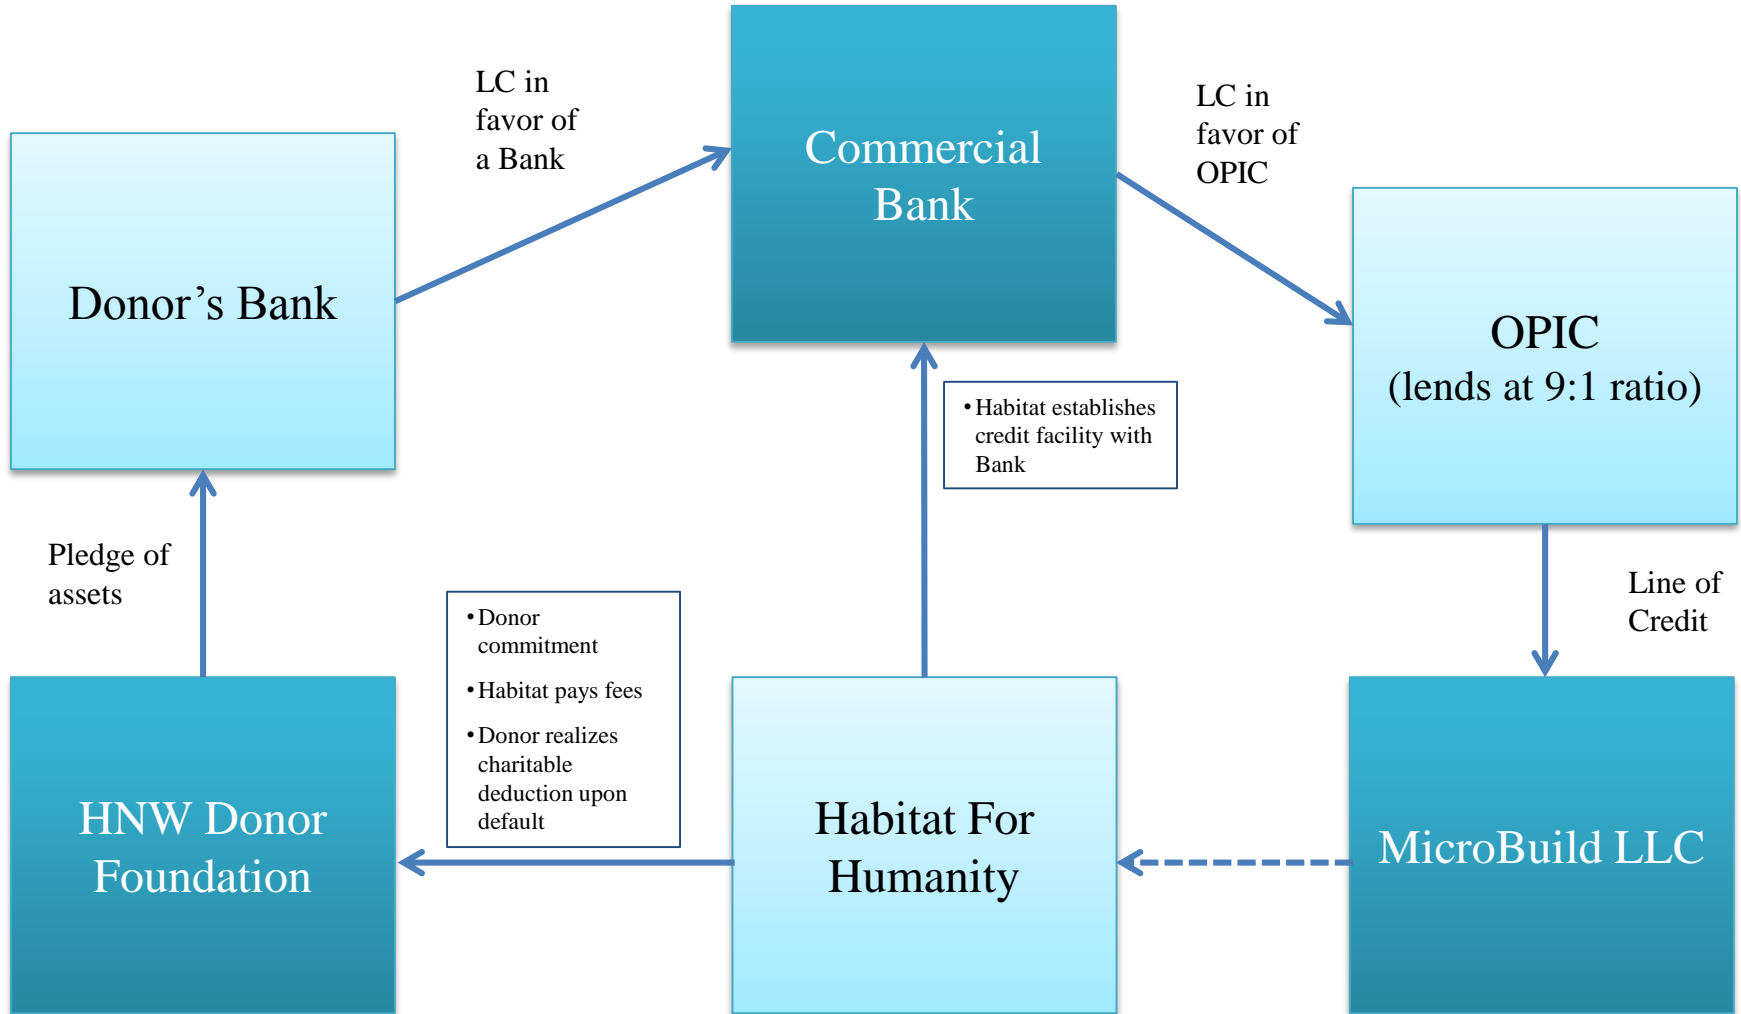 LC in
favor of
a Bank
Commercial
Bank
LC in
favor of
OPIC
Donor’s Bank
OPIC
(lends at 9:1 ratio)
• Habitat establishes
credit facility with
Bank
Pledge of
assets
Line of
Credit
• Donor
commitment
• Habitat pays fees
• Donor realizes
charitable
deduction upon
default
HNW Donor
Foundation
Habitat For
Humanity
MicroBuild LLC